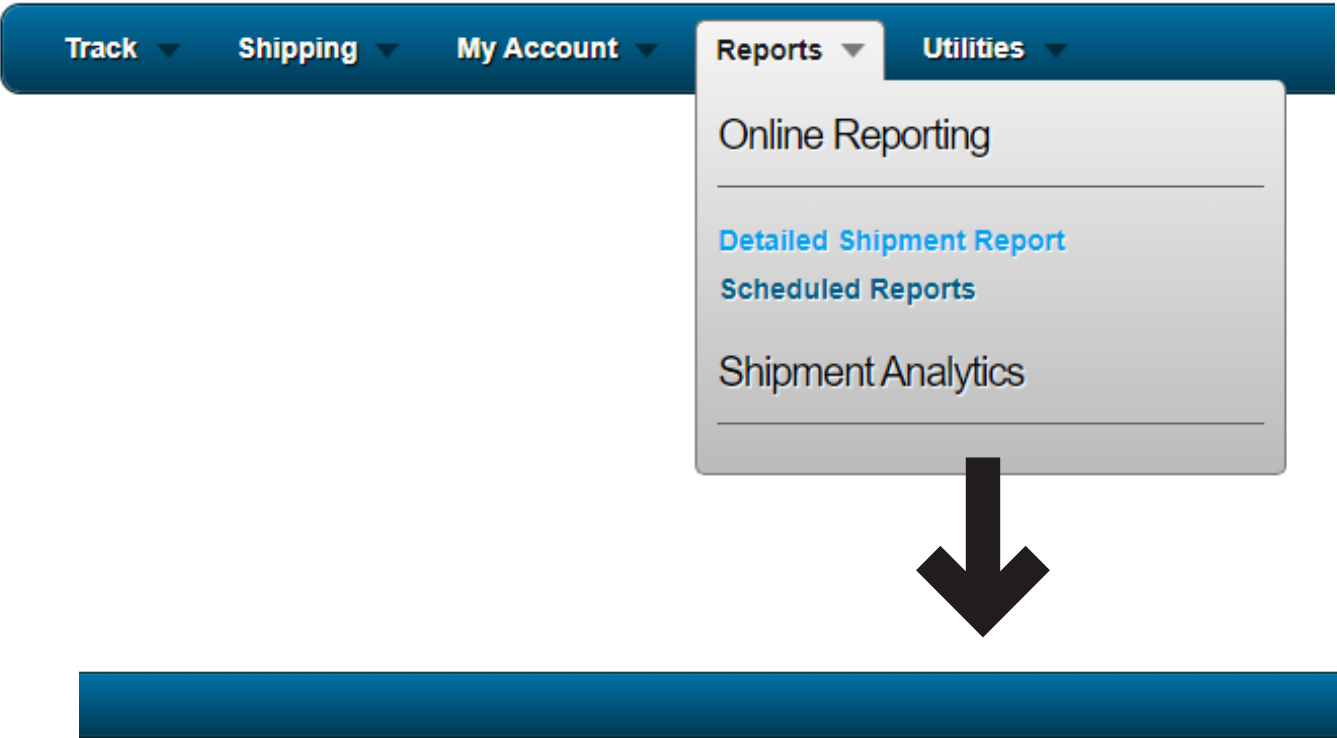 Track Shipping My Account Reports Utilities
Online Reporting
Detailed Shipment Report
Scheduled Reports
Shipment Analytics